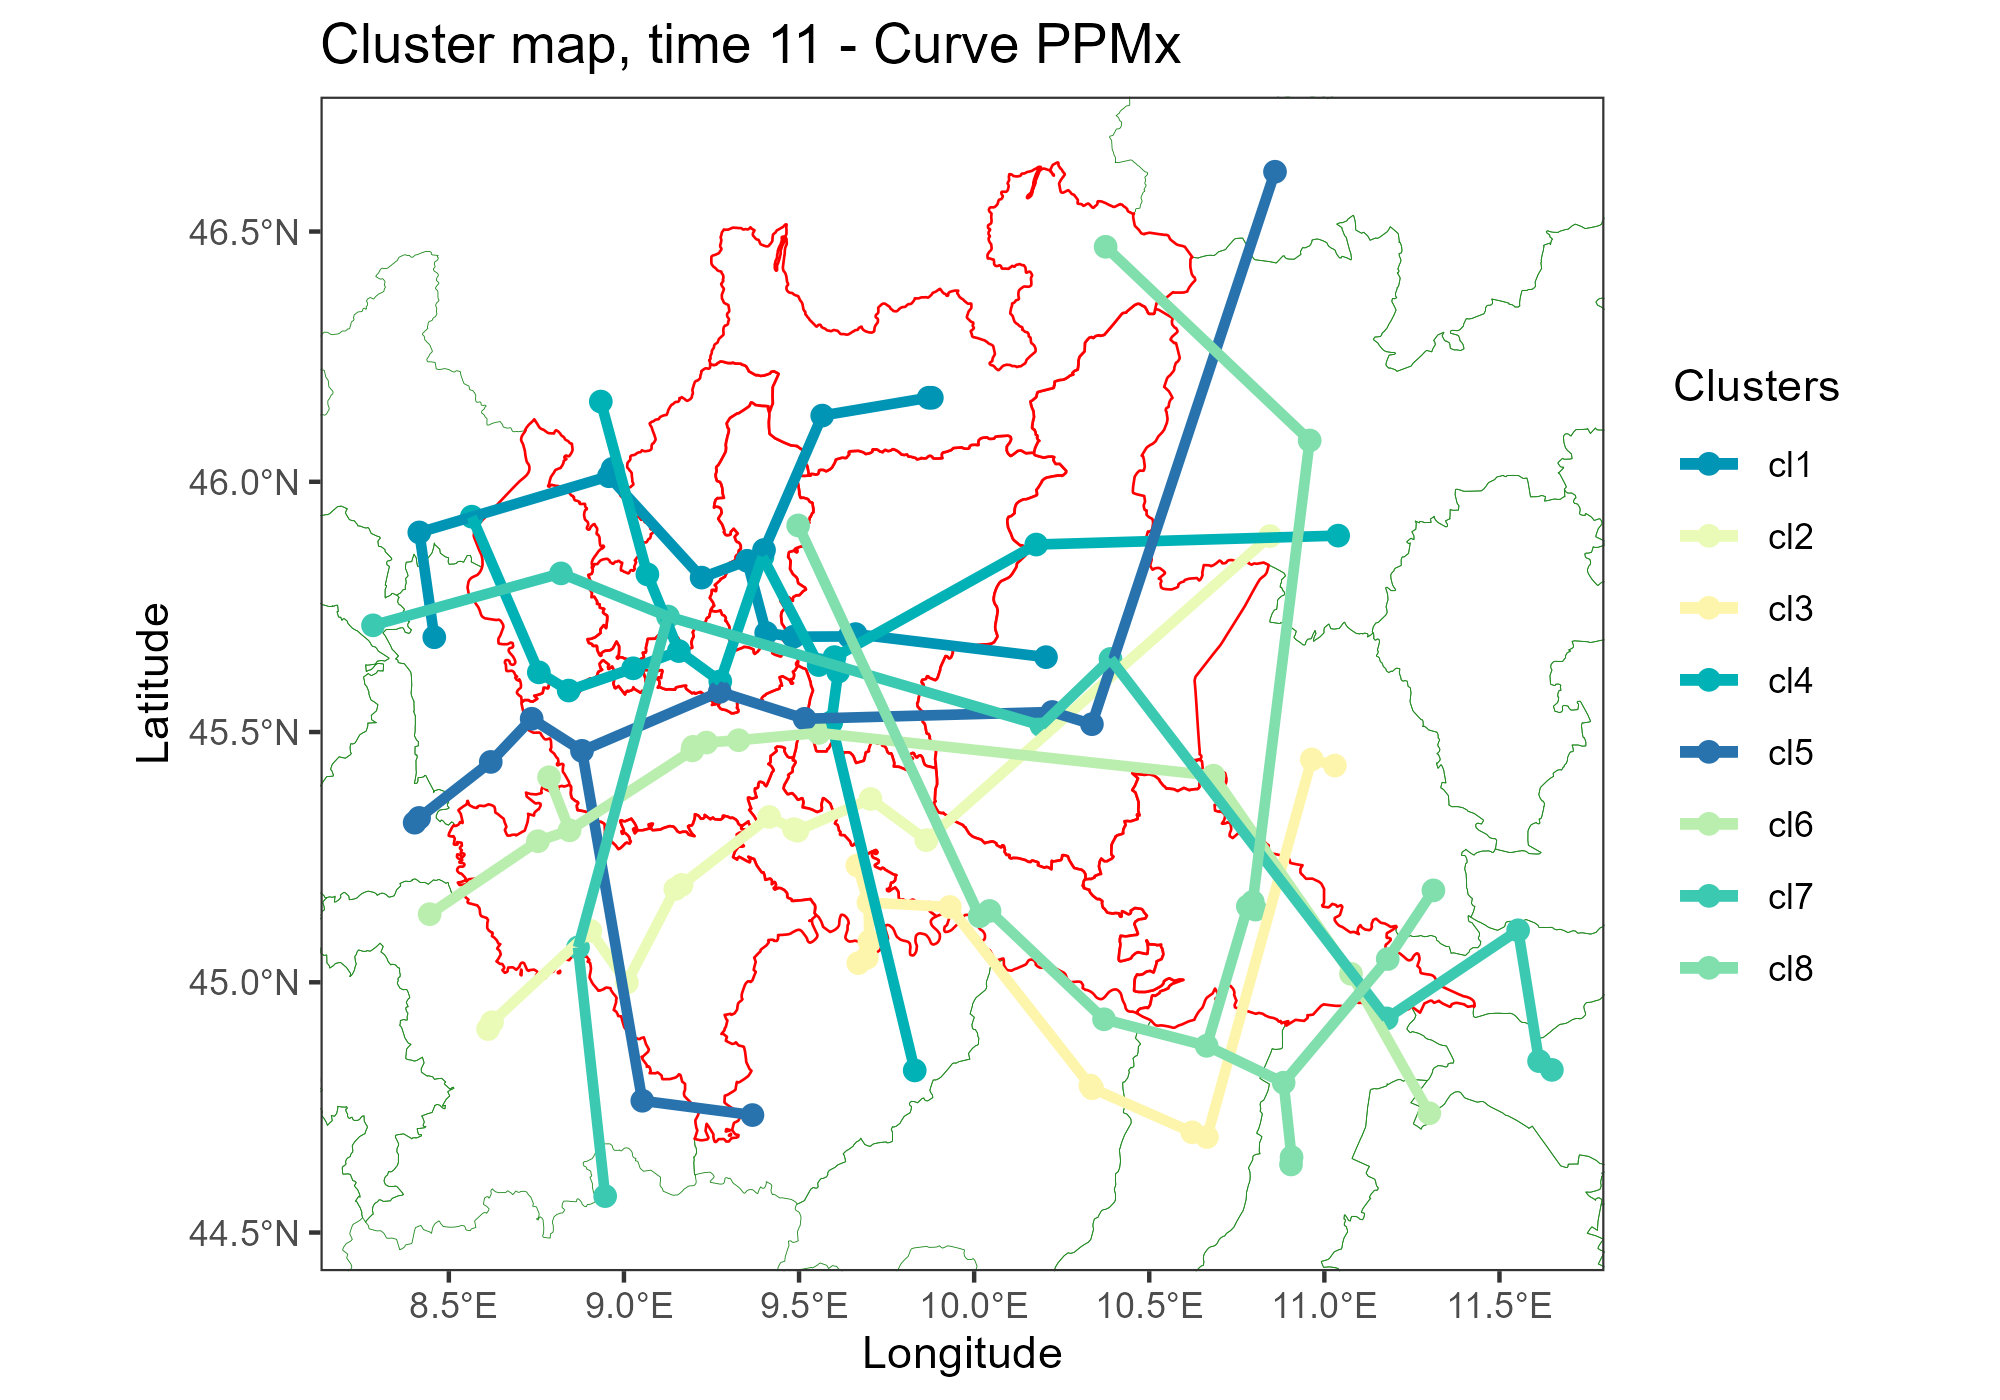 Cluster map, time 11 - Curve PPMx
46.5°N
46.0°N
45.5°N
45.0°N
44.5°N
Latitude
8.5°E 9.0°E 9.5°E 10.0°E 10.5°E 11.0°E 11.5°E
Longitude
Clusters
cl1
cl2
cl3
cl4
cl5
cl6
cl7
cl8